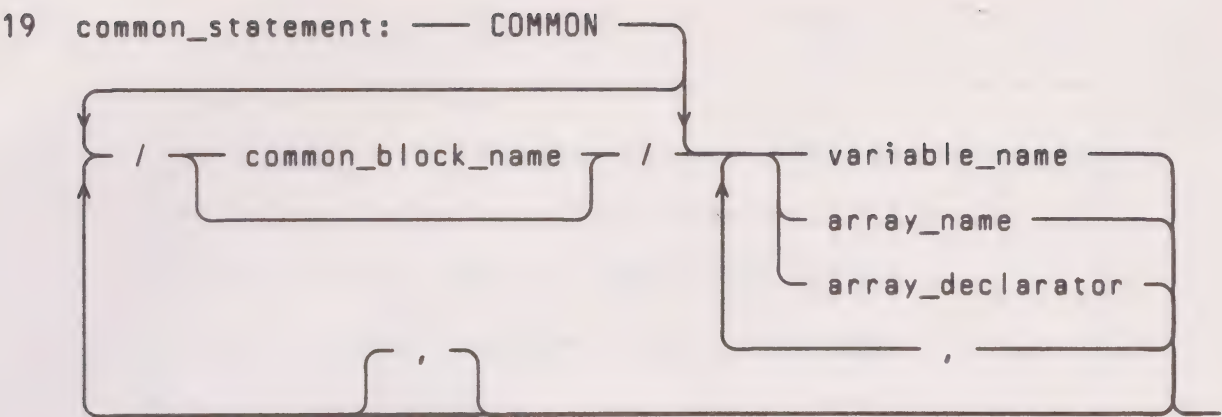 19 common_statement: COMMON
/ common_block_name / variable_name
array_name
array_declarator
,
,